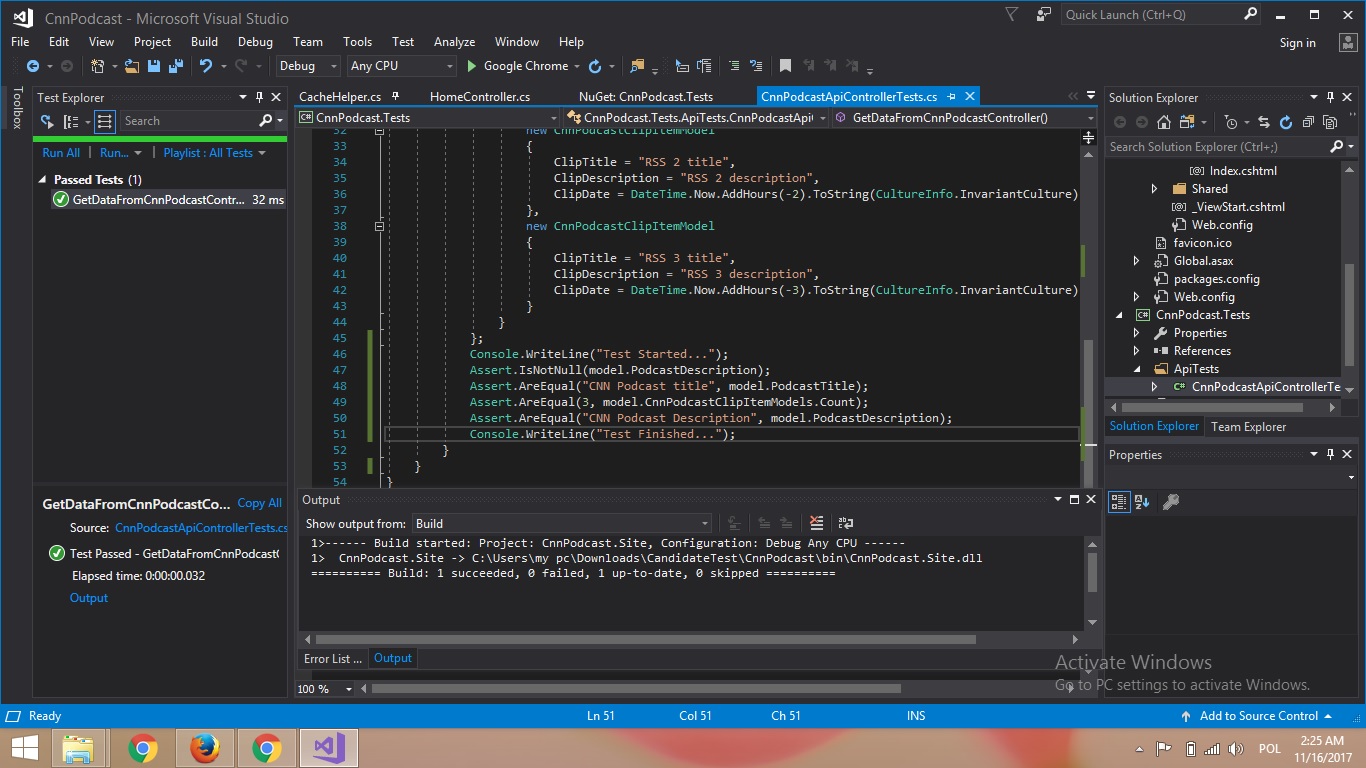 CnnPodcast - Microsoft Visual Studio
Quick Launch (Ctrl+Q)
File Edit View Project Build Debug Team Tools Test Analyze Window Help
Sign in
Debug Any CPU Google Chrome
Toolbox
Test Explorer
Search
Run All | Run... | Playlist : All Tests
Passed Tests (1)
GetDataFromCnnPodcastContr... 32 ms
GetDataFromCnnPodcastCo... Copy All
Source: CnnPodcastApiControllerTests.cs
Test Passed - GetDataFromCnnPodcastC
Elapsed time: 0:00:00.032
Output
CacheHelper.cs HomeController.cs NuGet: CnnPodcast.Tests CnnPodcastApiControllerTests.cs
CnnPodcast.Tests CnnPodcast.Tests.ApiTests.CnnPodcastApi GetDataFromCnnPodcastController()
32 new CnnPodcastClipItemModel
33 {
34 ClipTitle = "RSS 2 title",
35 ClipDescription = "RSS 2 description",
36 ClipDate = DateTime.Now.AddHours(-2).ToString(CultureInfo.InvariantCulture)
37 },
38 new CnnPodcastClipItemModel
39 {
40 ClipTitle = "RSS 3 title",
41 ClipDescription = "RSS 3 description",
42 ClipDate = DateTime.Now.AddHours(-3).ToString(CultureInfo.InvariantCulture)
43 }
44 }
45 };
46 Console.WriteLine("Test Started...");
47 Assert.IsNotNull(model.PodcastDescription);
48 Assert.AreEqual("CNN Podcast title", model.PodcastTitle);
49 Assert.AreEqual(3, model.CnnPodcastClipItemModels.Count);
50 Assert.AreEqual("CNN Podcast Description", model.PodcastDescription);
51 Console.WriteLine("Test Finished...");
52 }
53 }
54 }
Output
Show output from: Build
1>------ Build started: Project: CnnPodcast.Site, Configuration: Debug Any CPU ------
1> CnnPodcast.Site -> C:\Users\my pc\Downloads\CandidateTest\CnnPodcast\bin\CnnPodcast.Site.dll
========== Build: 1 succeeded, 0 failed, 1 up-to-date, 0 skipped ==========
Error List ... Output
100 %
Solution Explorer
Search Solution Explorer (Ctrl+;)
Index.cshtml
Shared
_ViewStart.cshtml
Web.config
favicon.ico
Global.asax
packages.config
Web.config
CnnPodcast.Tests
Properties
References
ApiTests
CnnPodcastApiControllerTe
Solution Explorer Team Explorer
Properties
Activate Windows
Go to PC settings to activate Windows.
Ready Ln 51 Col 51 Ch 51 INS Add to Source Control
POL
2:25 AM
11/16/2017